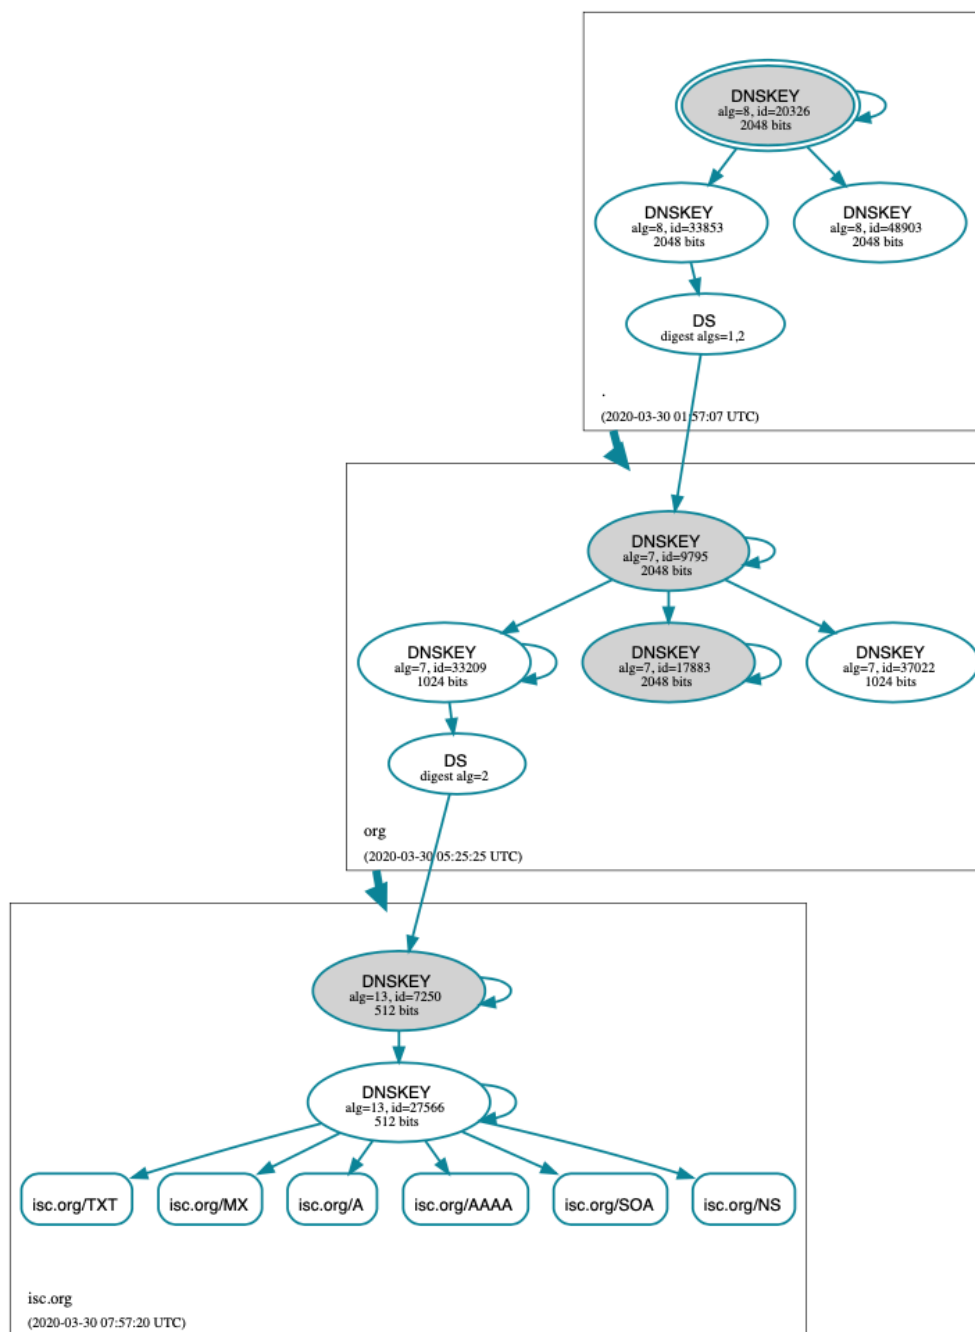 DNSKEY
alg=8, id=20326
2048 bits
DNSKEY
alg=8, id=33853
2048 bits
DNSKEY
alg=8, id=48903
2048 bits
DS
digest algs=1,2
.
(2020-03-30 01:57:07 UTC)
DNSKEY
alg=7, id=9795
2048 bits
DNSKEY
alg=7, id=33209
1024 bits
DNSKEY
alg=7, id=17883
2048 bits
DNSKEY
alg=7, id=37022
1024 bits
DS
digest alg=2
org
(2020-03-30 05:25:25 UTC)
DNSKEY
alg=13, id=7250
512 bits
DNSKEY
alg=13, id=27566
512 bits
isc.org/TXT
isc.org/MX
isc.org/A
isc.org/AAAA
isc.org/SOA
isc.org/NS
isc.org
(2020-03-30 07:57:20 UTC)